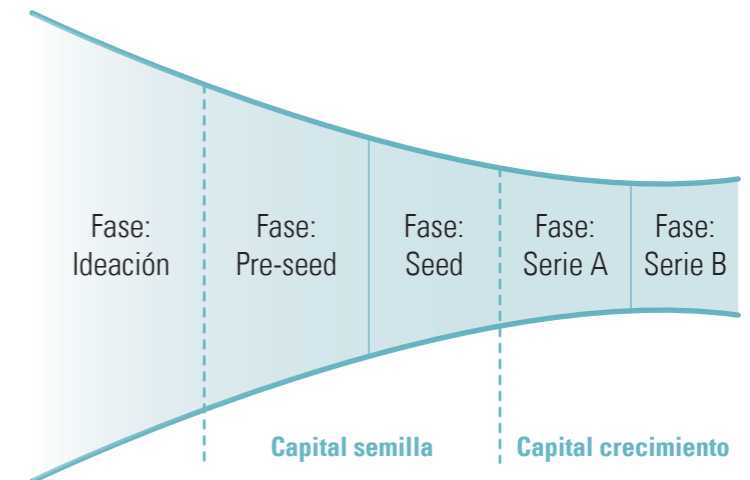 Fase:
Ideación
Fase:
Pre-seed
Fase:
Seed
Fase:
Serie A
Fase:
Serie B
Capital semilla
Capital crecimiento